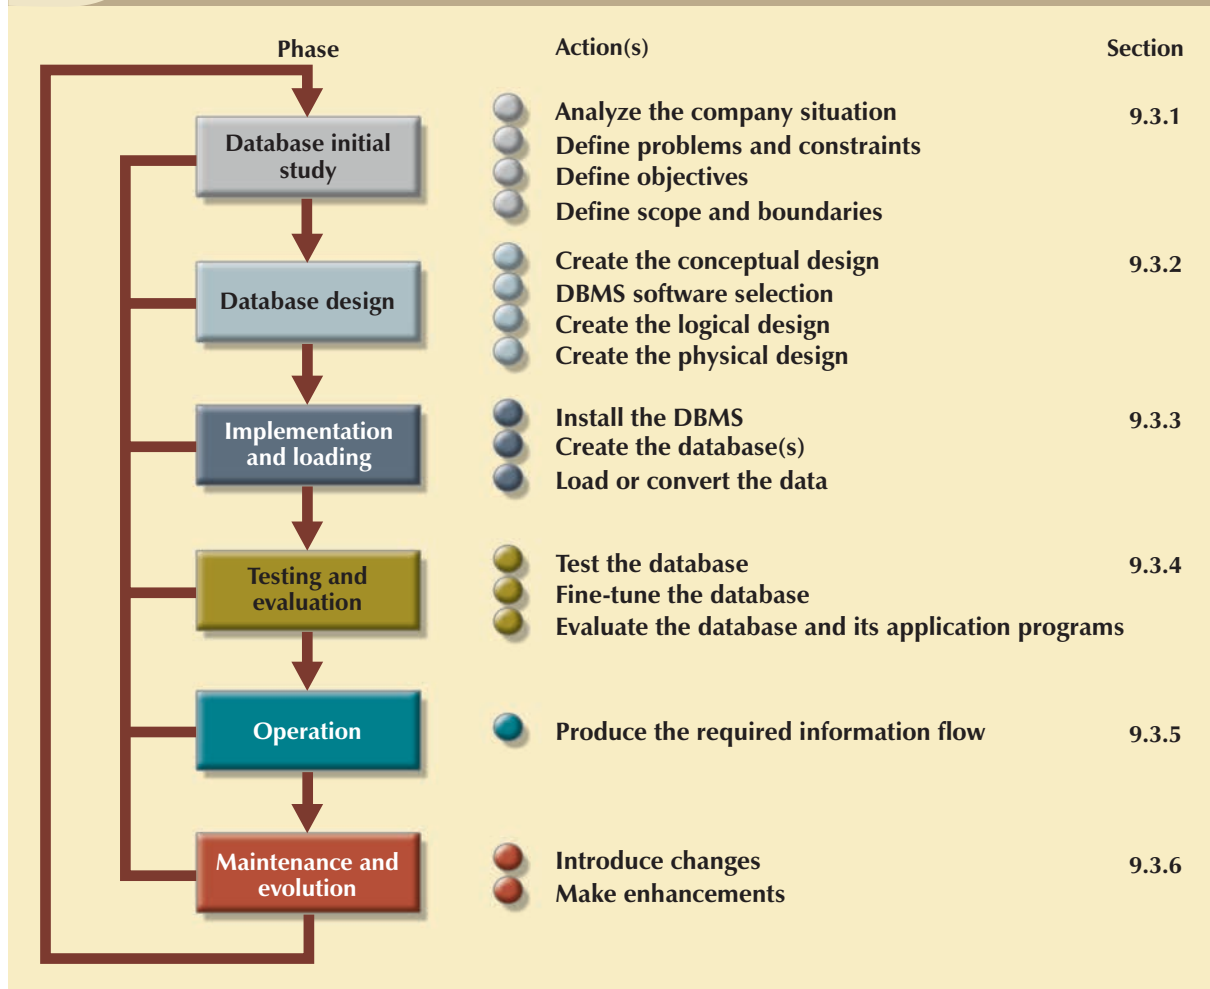 Phase Action(s) Section
Database initial
study
Analyze the company situation 9.3.1
Define problems and constraints
Define objectives
Define scope and boundaries
Database design
Create the conceptual design 9.3.2
DBMS software selection
Create the logical design
Create the physical design
Implementation
and loading
Install the DBMS 9.3.3
Create the database(s)
Load or convert the data
Testing and
evaluation
Test the database 9.3.4
Fine-tune the database
Evaluate the database and its application programs
Operation
Produce the required information flow 9.3.5
Maintenance and
evolution
Introduce changes 9.3.6
Make enhancements